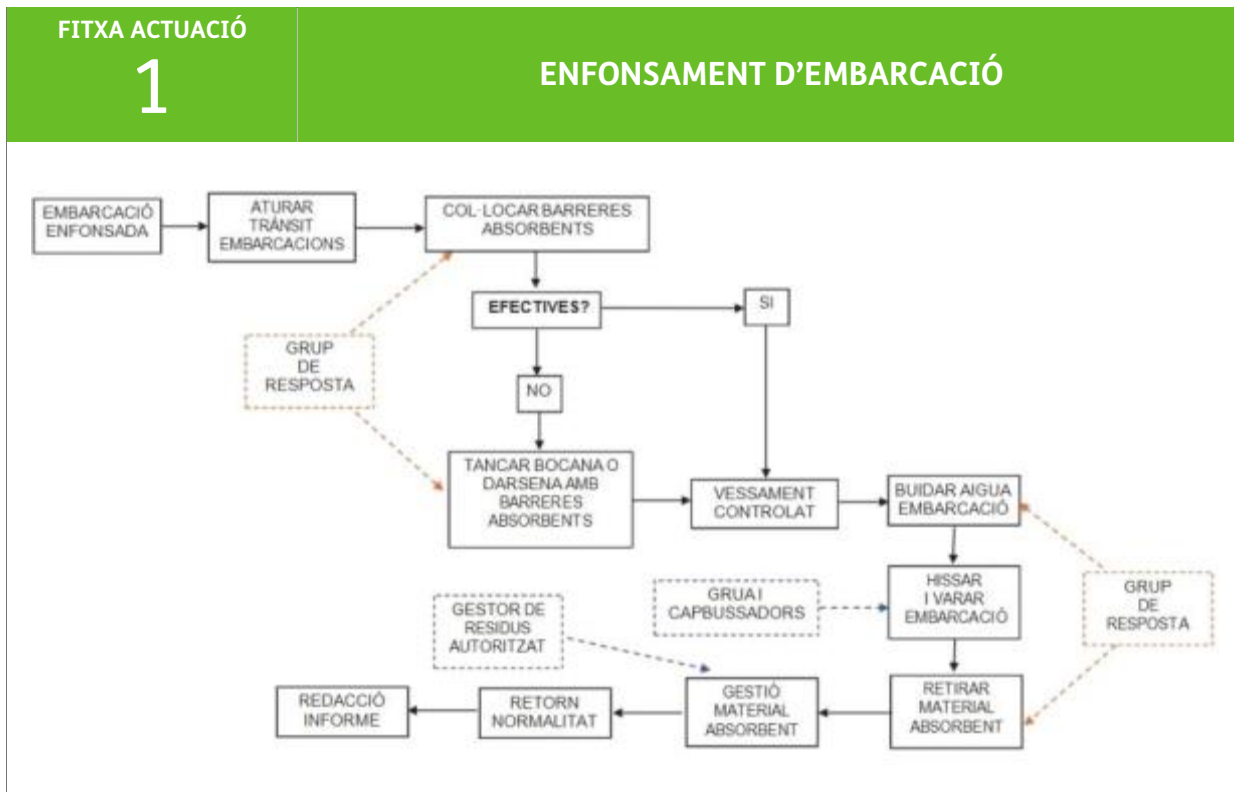 FITXA ACTUACIÓ
1
ENFONSAMENT D'EMBARCACIÓ
EMBARCACIÓ
ENFONSADA
ATURAR
TRÀNSIT
EMBARCACIONS
COL·LOCAR BARRERES
ABSORBENTS
EFECTIVES?
SI
GRUP
DE
RESPOSTA
NO
TANCAR BOCANA O
DARSENA AMB
BARRERES
ABSORBENTS
VESSAMENT
CONTROLAT
BUIDAR AIGUA
EMBARCACIÓ
HISSAR
I VARAR
EMBARCACIÓ
GRUA I
CAPBUSSADORS
GRUP
DE
RESPOSTA
GESTOR DE
RESIDUS
AUTORITZAT
RETIRAR
MATERIAL
ABSORBENT
GESTIÓ
MATERIAL
ABSORBENT
RETORN
NORMALITAT
REDACCIÓ
INFORME